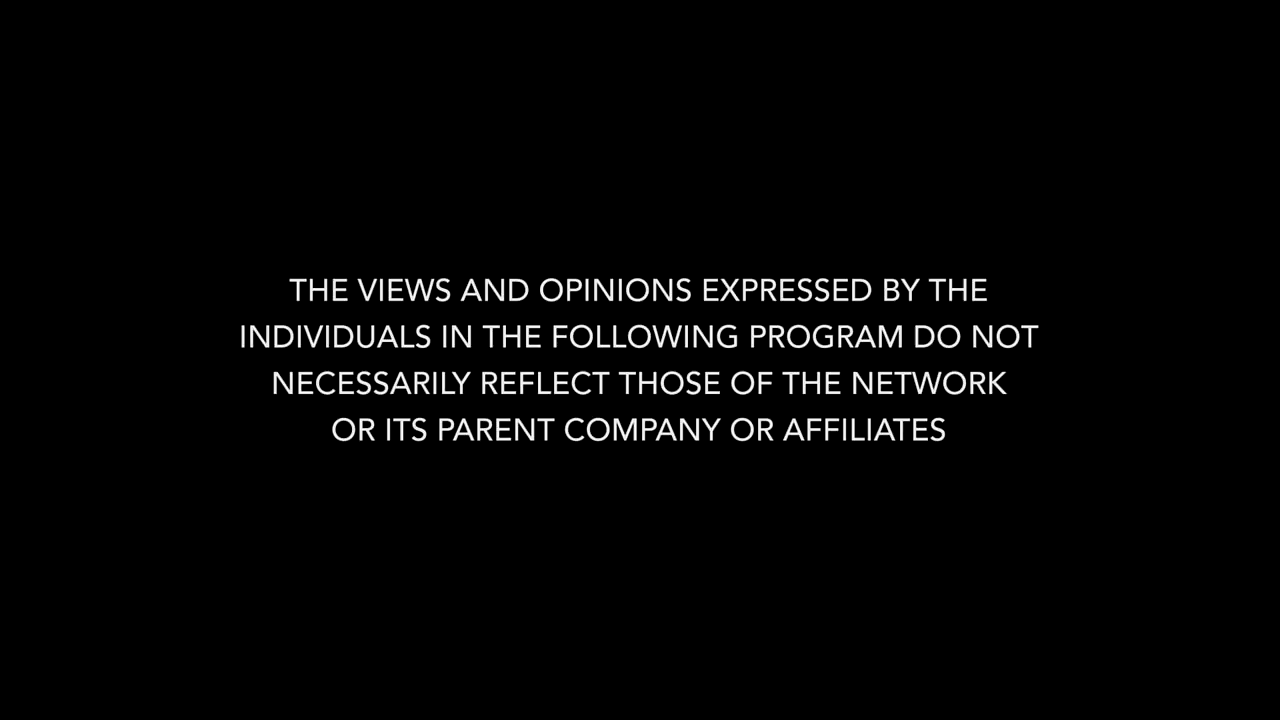 THE VIEWS AND OPINIONS EXPRESSED BY THE
INDIVIDUALS IN THE FOLLOWING PROGRAM DO NOT
NECESSARILY REFLECT THOSE OF THE NETWORK
OR ITS PARENT COMPANY OR AFFILIATES